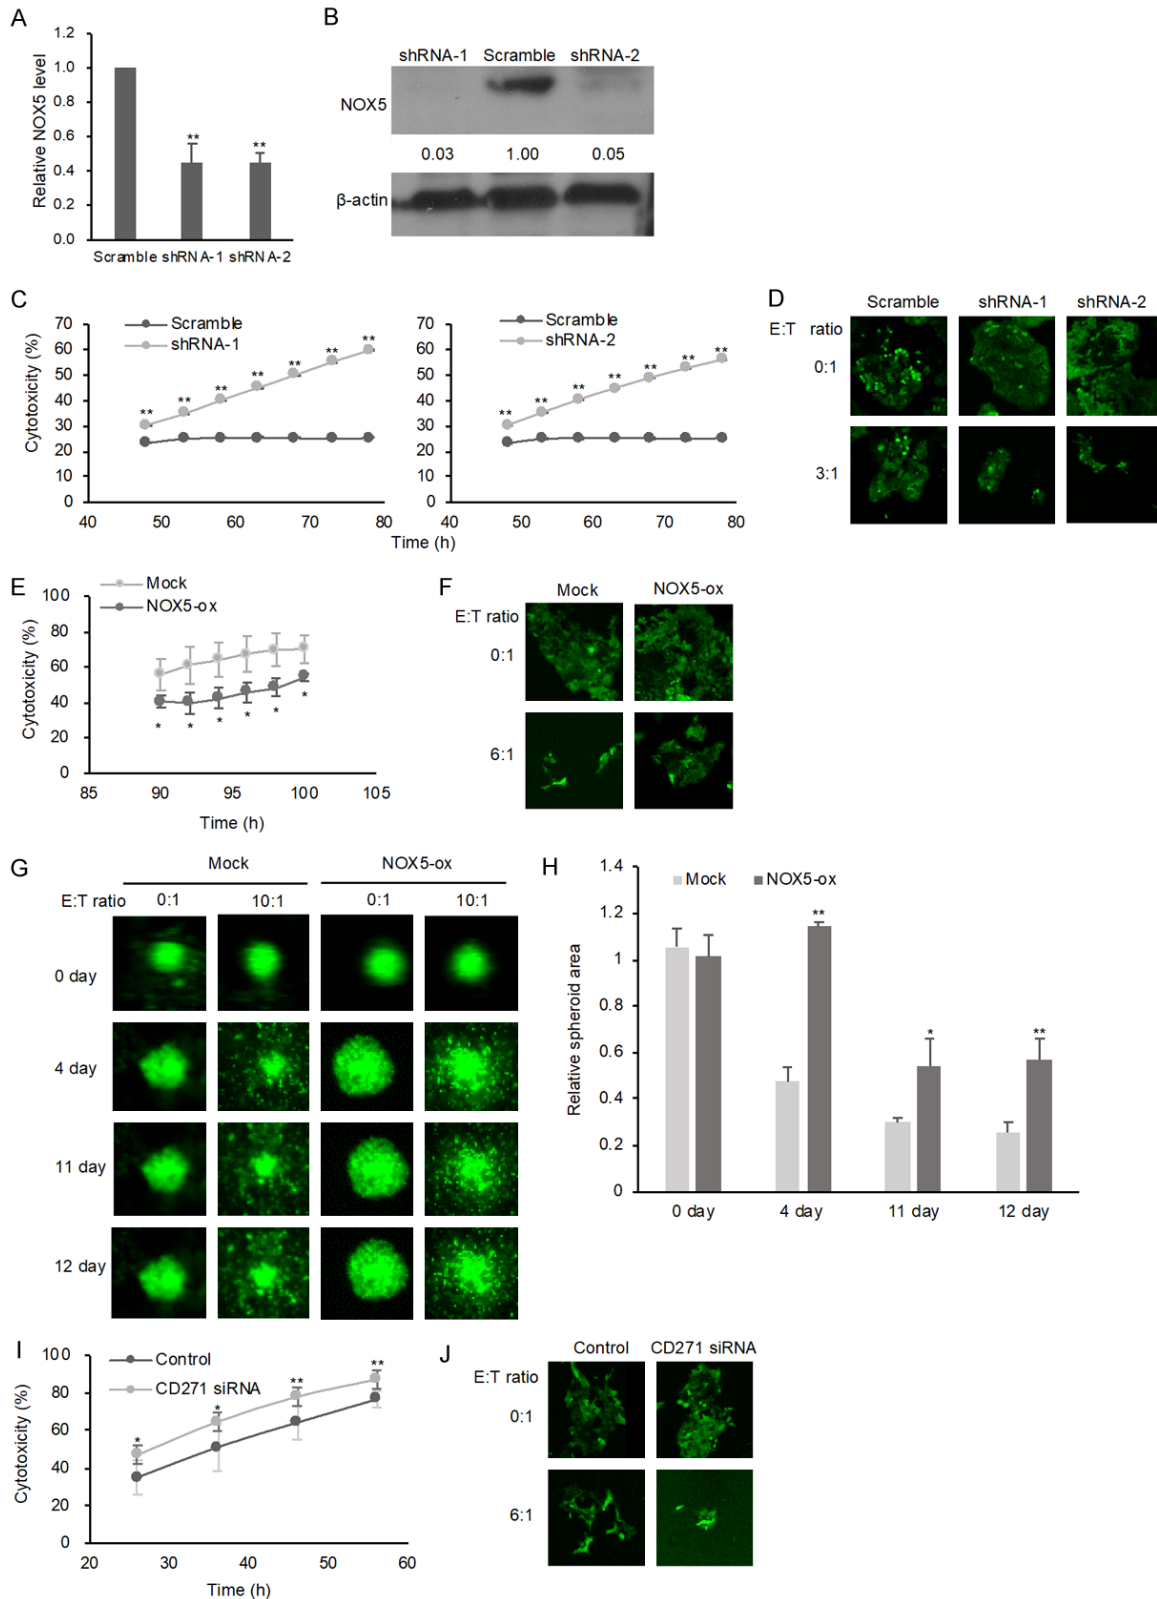 A
1.2
1.0
0.8
0.6
0.4
0.2
0.0
Relative NOX5 level
**
**
Scramble shRNA-1 shRNA-2
B
shRNA-1 Scramble shRNA-2
NOX5
0.03 1.00 0.05
β-actin
C
Scramble
shRNA-1
Cytotoxicity (%)
70
60
50
40
30
20
10
0
** ** ** ** ** ** **
40 50 60 70 80
Scramble
shRNA-2
70
60
50
40
30
20
10
0
** ** ** ** ** ** **
40 50 60 70 80
Time (h)
D
Scramble shRNA-1 shRNA-2
E:T ratio
0:1
3:1
E
Mock
NOX5-ox
Cytotoxicity (%)
100
80
60
40
20
0
* * * * * *
85 90 95 100 105
Time (h)
F
Mock NOX5-ox
E:T ratio
0:1
6:1
G
Mock NOX5-ox
E:T ratio 0:1 10:1 0:1 10:1
0 day
4 day
11 day
12 day
H
Mock NOX5-ox
Relative spheroid area
1.4
1.2
1
0.8
0.6
0.4
0.2
0
**
*
**
0 day 4 day 11 day 12 day
I
Control
CD271 siRNA
Cytotoxicity (%)
100
80
60
40
20
0
* * ** **
20 30 40 50 60
Time (h)
J
Control CD271 siRNA
E:T ratio
0:1
6:1